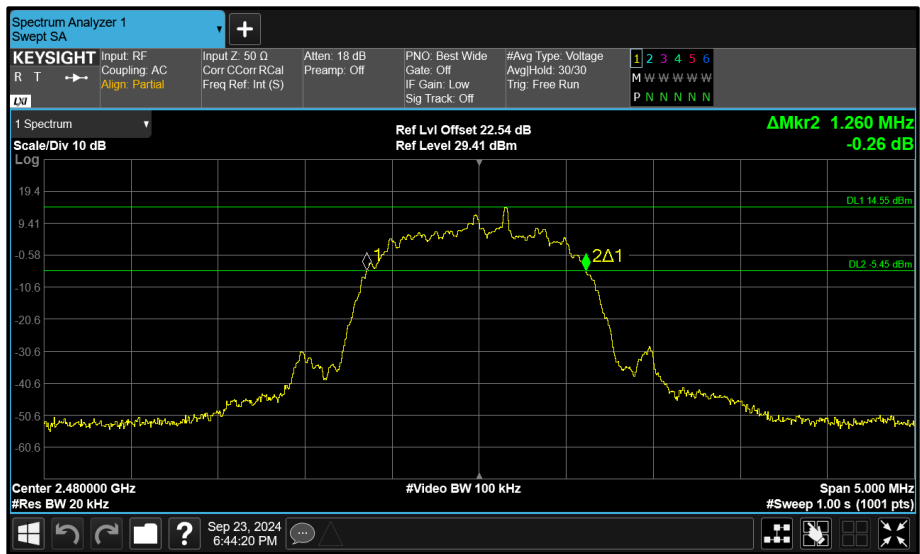 Spectrum Analyzer 1
Swept SA
KEYSIGHT
R T
LXI
Input: RF
Coupling: AC
Align: Partial
Input Z: 50 Ω
Corr CCorr RCal
Freq Ref: Int (S)
Atten: 18 dB
Preamp: Off
PNO: Best Wide
Gate: Off
IF Gain: Low
Sig Track: Off
#Avg Type: Voltage
Avg|Hold: 30/30
Trig: Free Run
1 2 3 4 5 6
M W W W W W
P N N N N N
1 Spectrum
Scale/Div 10 dB
Ref Lvl Offset 22.54 dB
Ref Level 29.41 dBm
ΔMkr2 1.260 MHz
-0.26 dB
Log
19.4
DL1 14.55 dBm
9.41
-0.58
1
2Δ1
DL2 -5.45 dBm
-10.6
-20.6
-30.6
-40.6
-50.6
-60.6
Center 2.480000 GHz
#Video BW 100 kHz
Span 5.000 MHz
#Res BW 20 kHz
#Sweep 1.00 s (1001 pts)
?
Sep 23, 2024
6:44:20 PM